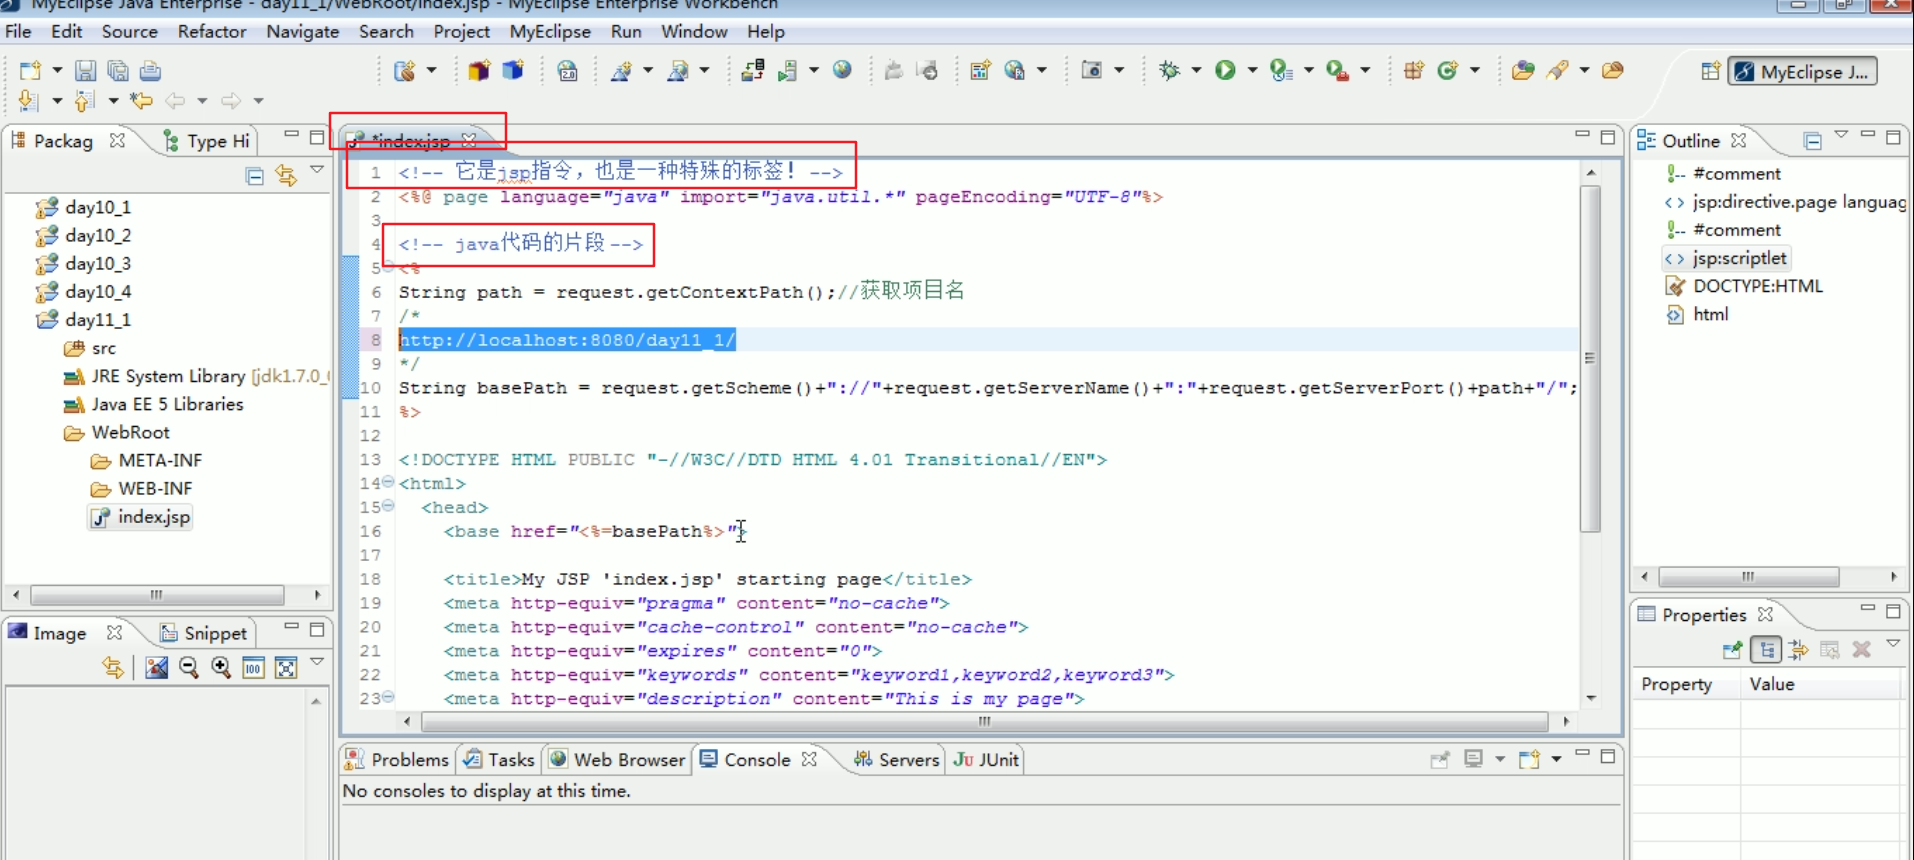 MyEclipse Java Enterprise - day11_1/WebRoot/index.jsp - MyEclipse Enterprise Workbench
File Edit Source Refactor Navigate Search Project MyEclipse Run Window Help
MyEclipse J...
Packag
Type Hi
day10_1
day10_2
day10_3
day10_4
day11_1
src
JRE System Library [jdk1.7.0_
Java EE 5 Libraries
WebRoot
META-INF
WEB-INF
index.jsp
Image
Snippet
*index.jsp
1 <!-- 它是jsp指令，也是一种特殊的标签！ -->
2 <%@ page language="java" import="java.util.*" pageEncoding="UTF-8"%>
3
4 <!-- java代码的片段 -->
5 <%
6 String path = request.getContextPath();//获取项目名
7 /*
8 http://localhost:8080/day11_1/
9 */
10 String basePath = request.getScheme()+"://"+request.getServerName()+":"+request.getServerPort()+path+"/";
11 %>
12
13 <!DOCTYPE HTML PUBLIC "-//W3C//DTD HTML 4.01 Transitional//EN">
14 <html>
15 <head>
16 <base href="<%=basePath%>">
17
18 <title>My JSP 'index.jsp' starting page</title>
19 <meta http-equiv="pragma" content="no-cache">
20 <meta http-equiv="cache-control" content="no-cache">
21 <meta http-equiv="expires" content="0">
22 <meta http-equiv="keywords" content="keyword1,keyword2,keyword3">
23 <meta http-equiv="description" content="This is my page">
Problems Tasks Web Browser Console Servers JUnit
No consoles to display at this time.
Outline
#comment
jsp:directive.page languag
#comment
jsp:scriptlet
DOCTYPE:HTML
html
Properties
Property Value